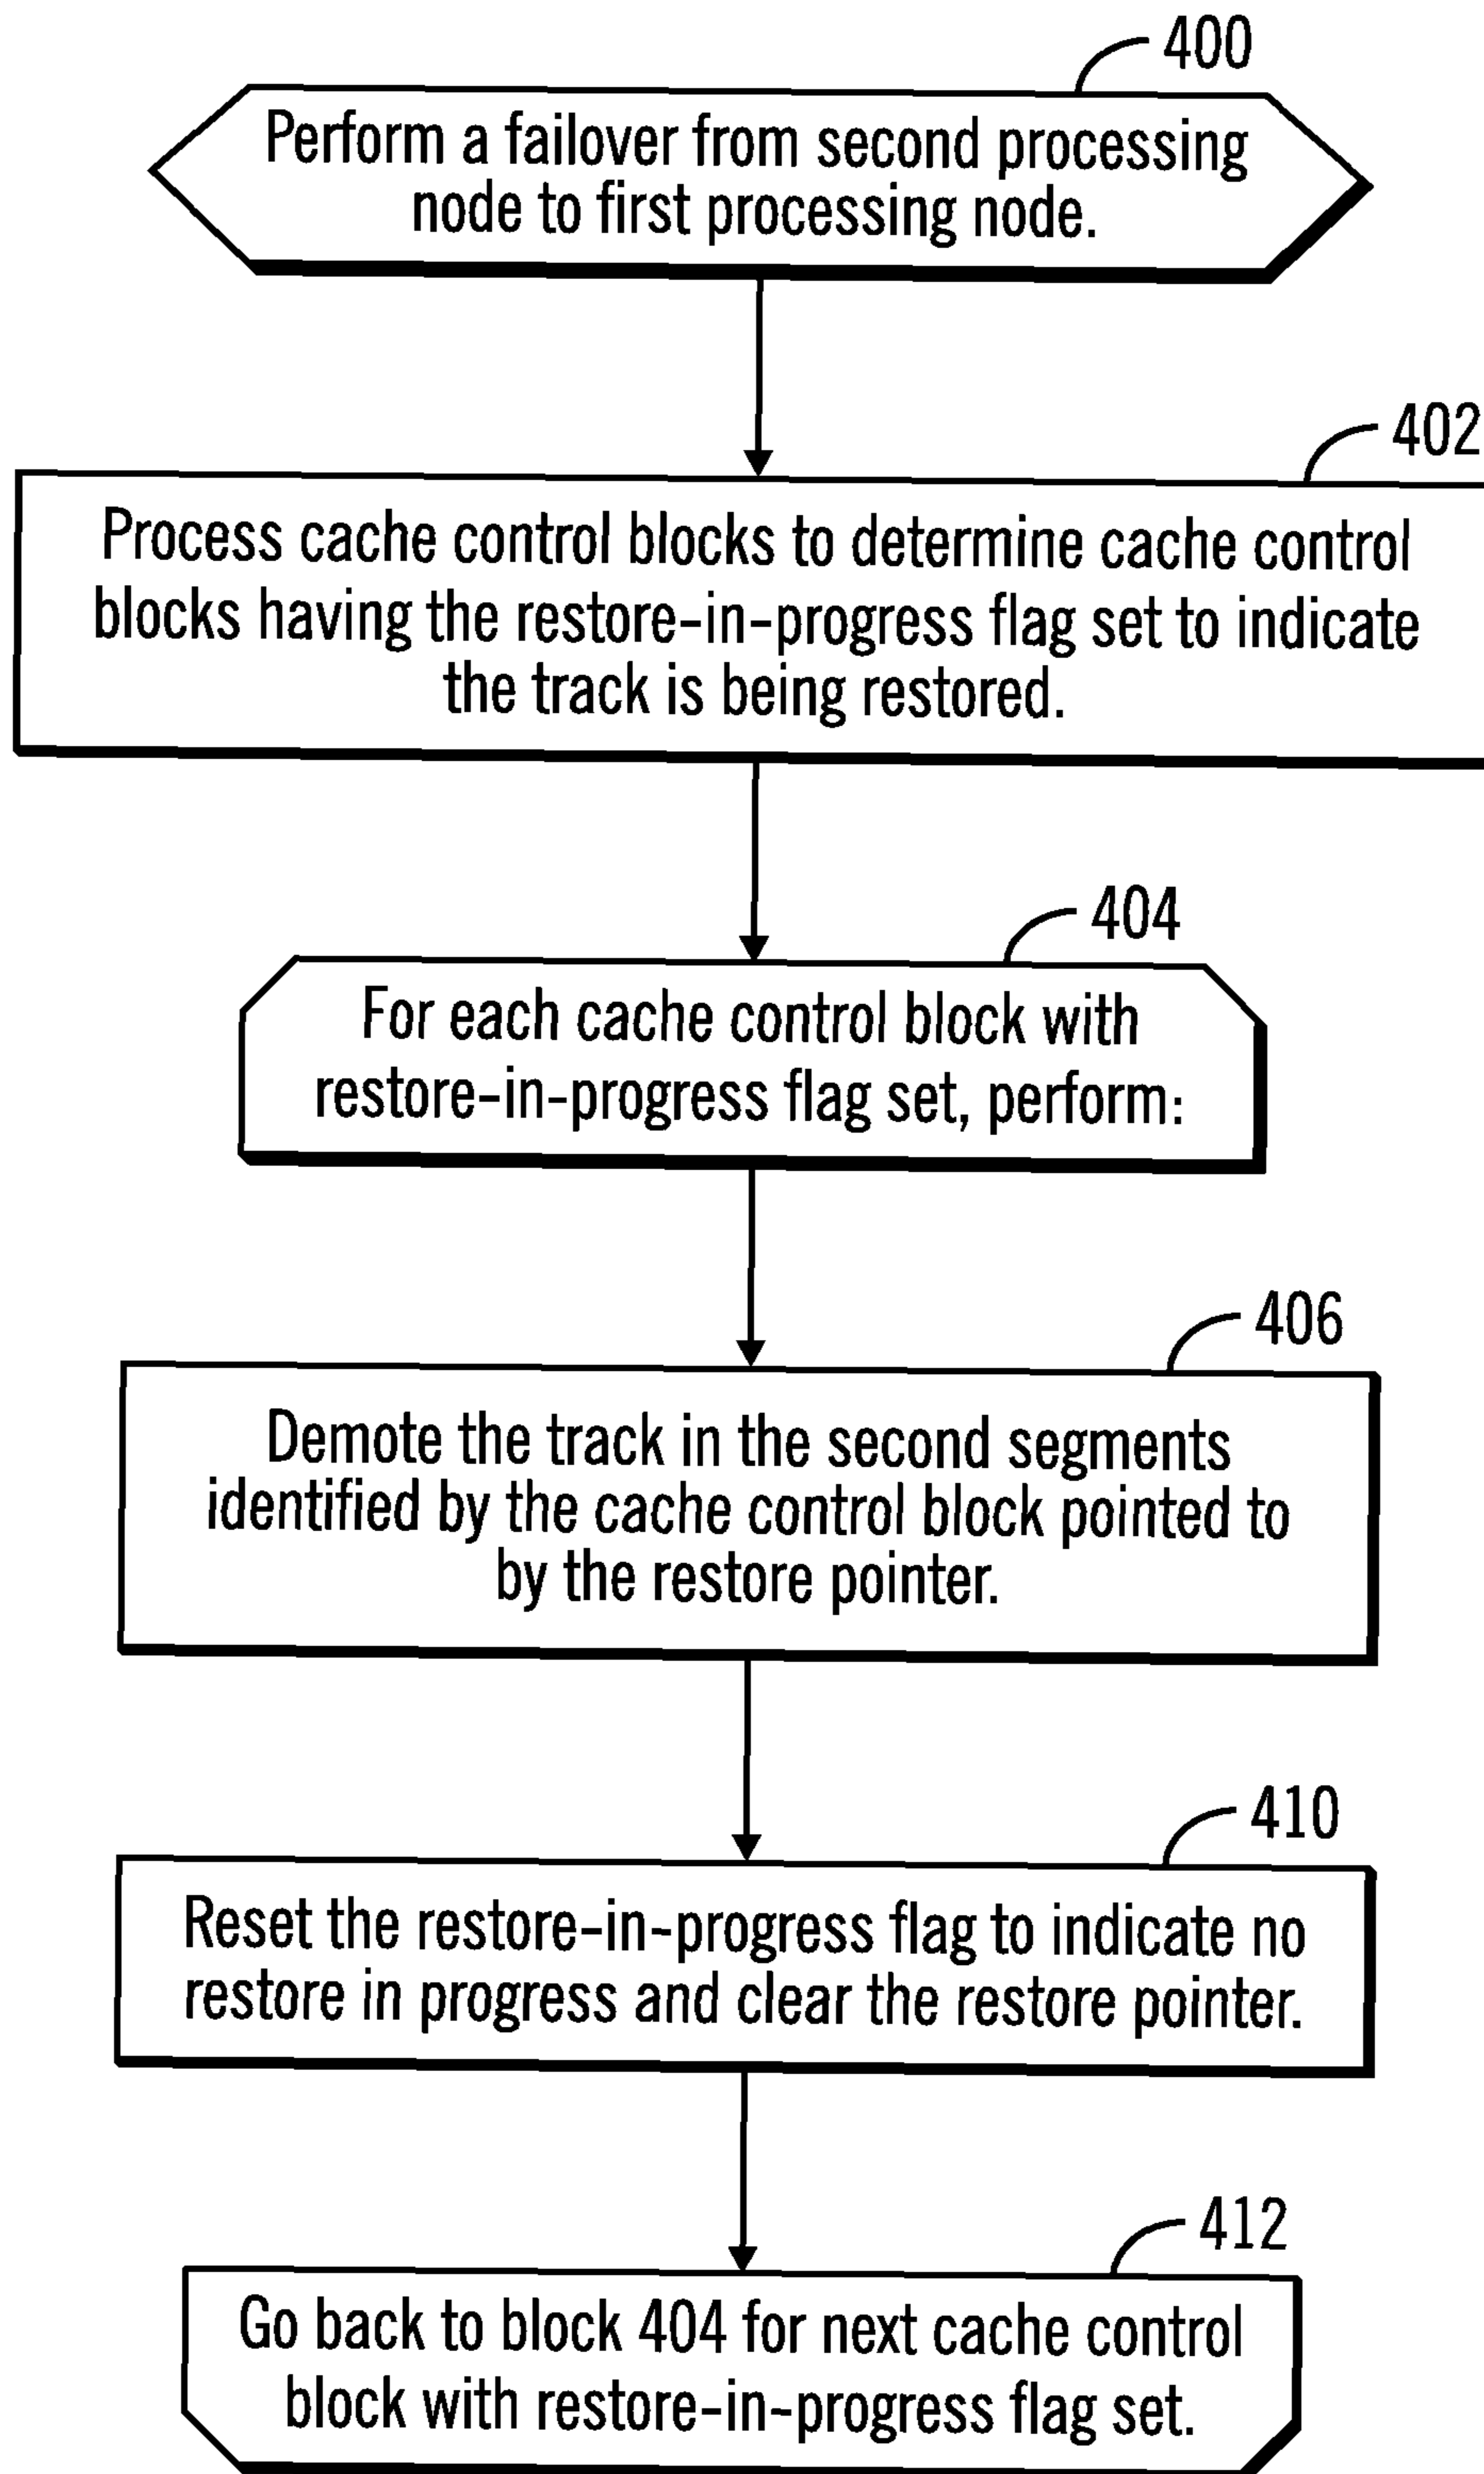 400
Perform a failover from second processing
node to first processing node.
402
Process cache control blocks to determine cache control
blocks having the restore-in-progress flag set to indicate
the track is being restored.
404
For each cache control block with
restore-in-progress flag set, perform:
406
Demote the track in the second segments
identified by the cache control block pointed to
by the restore pointer.
410
Reset the restore-in-progress flag to indicate no
restore in progress and clear the restore pointer.
412
Go back to block 404 for next cache control
block with restore-in-progress flag set.